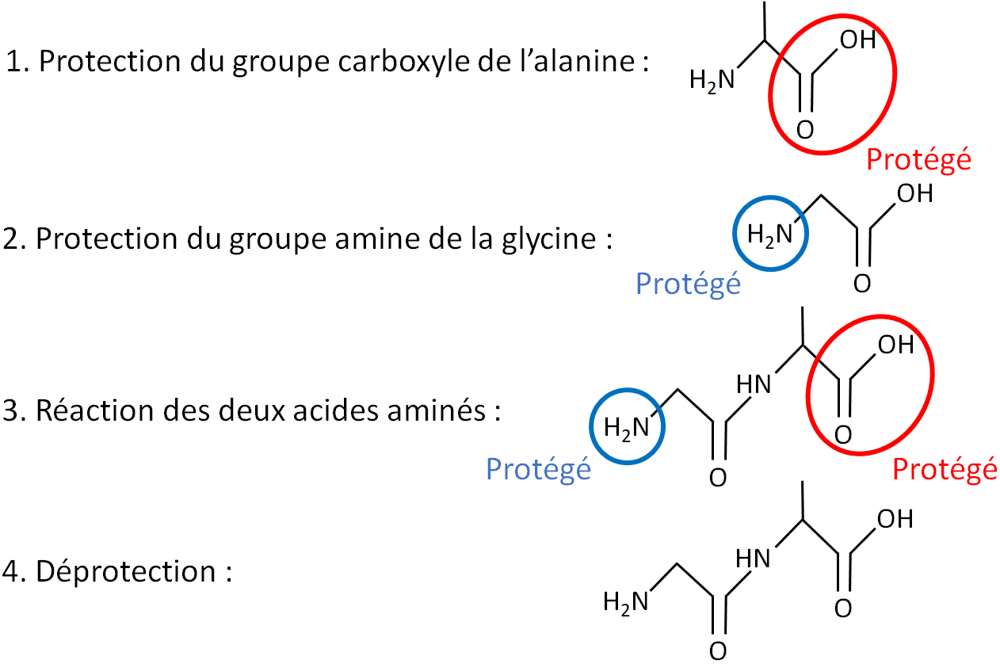 OH
1. Protection du groupe carboxyle de l’alanine :
H₂N
O
Protégé
OH
2. Protection du groupe amine de la glycine :
H₂N
Protégé
O
OH
HN
3. Réaction des deux acides aminés :
H₂N
O
Protégé
O
Protégé
OH
HN
4. Déprotection :
H₂N
O
O